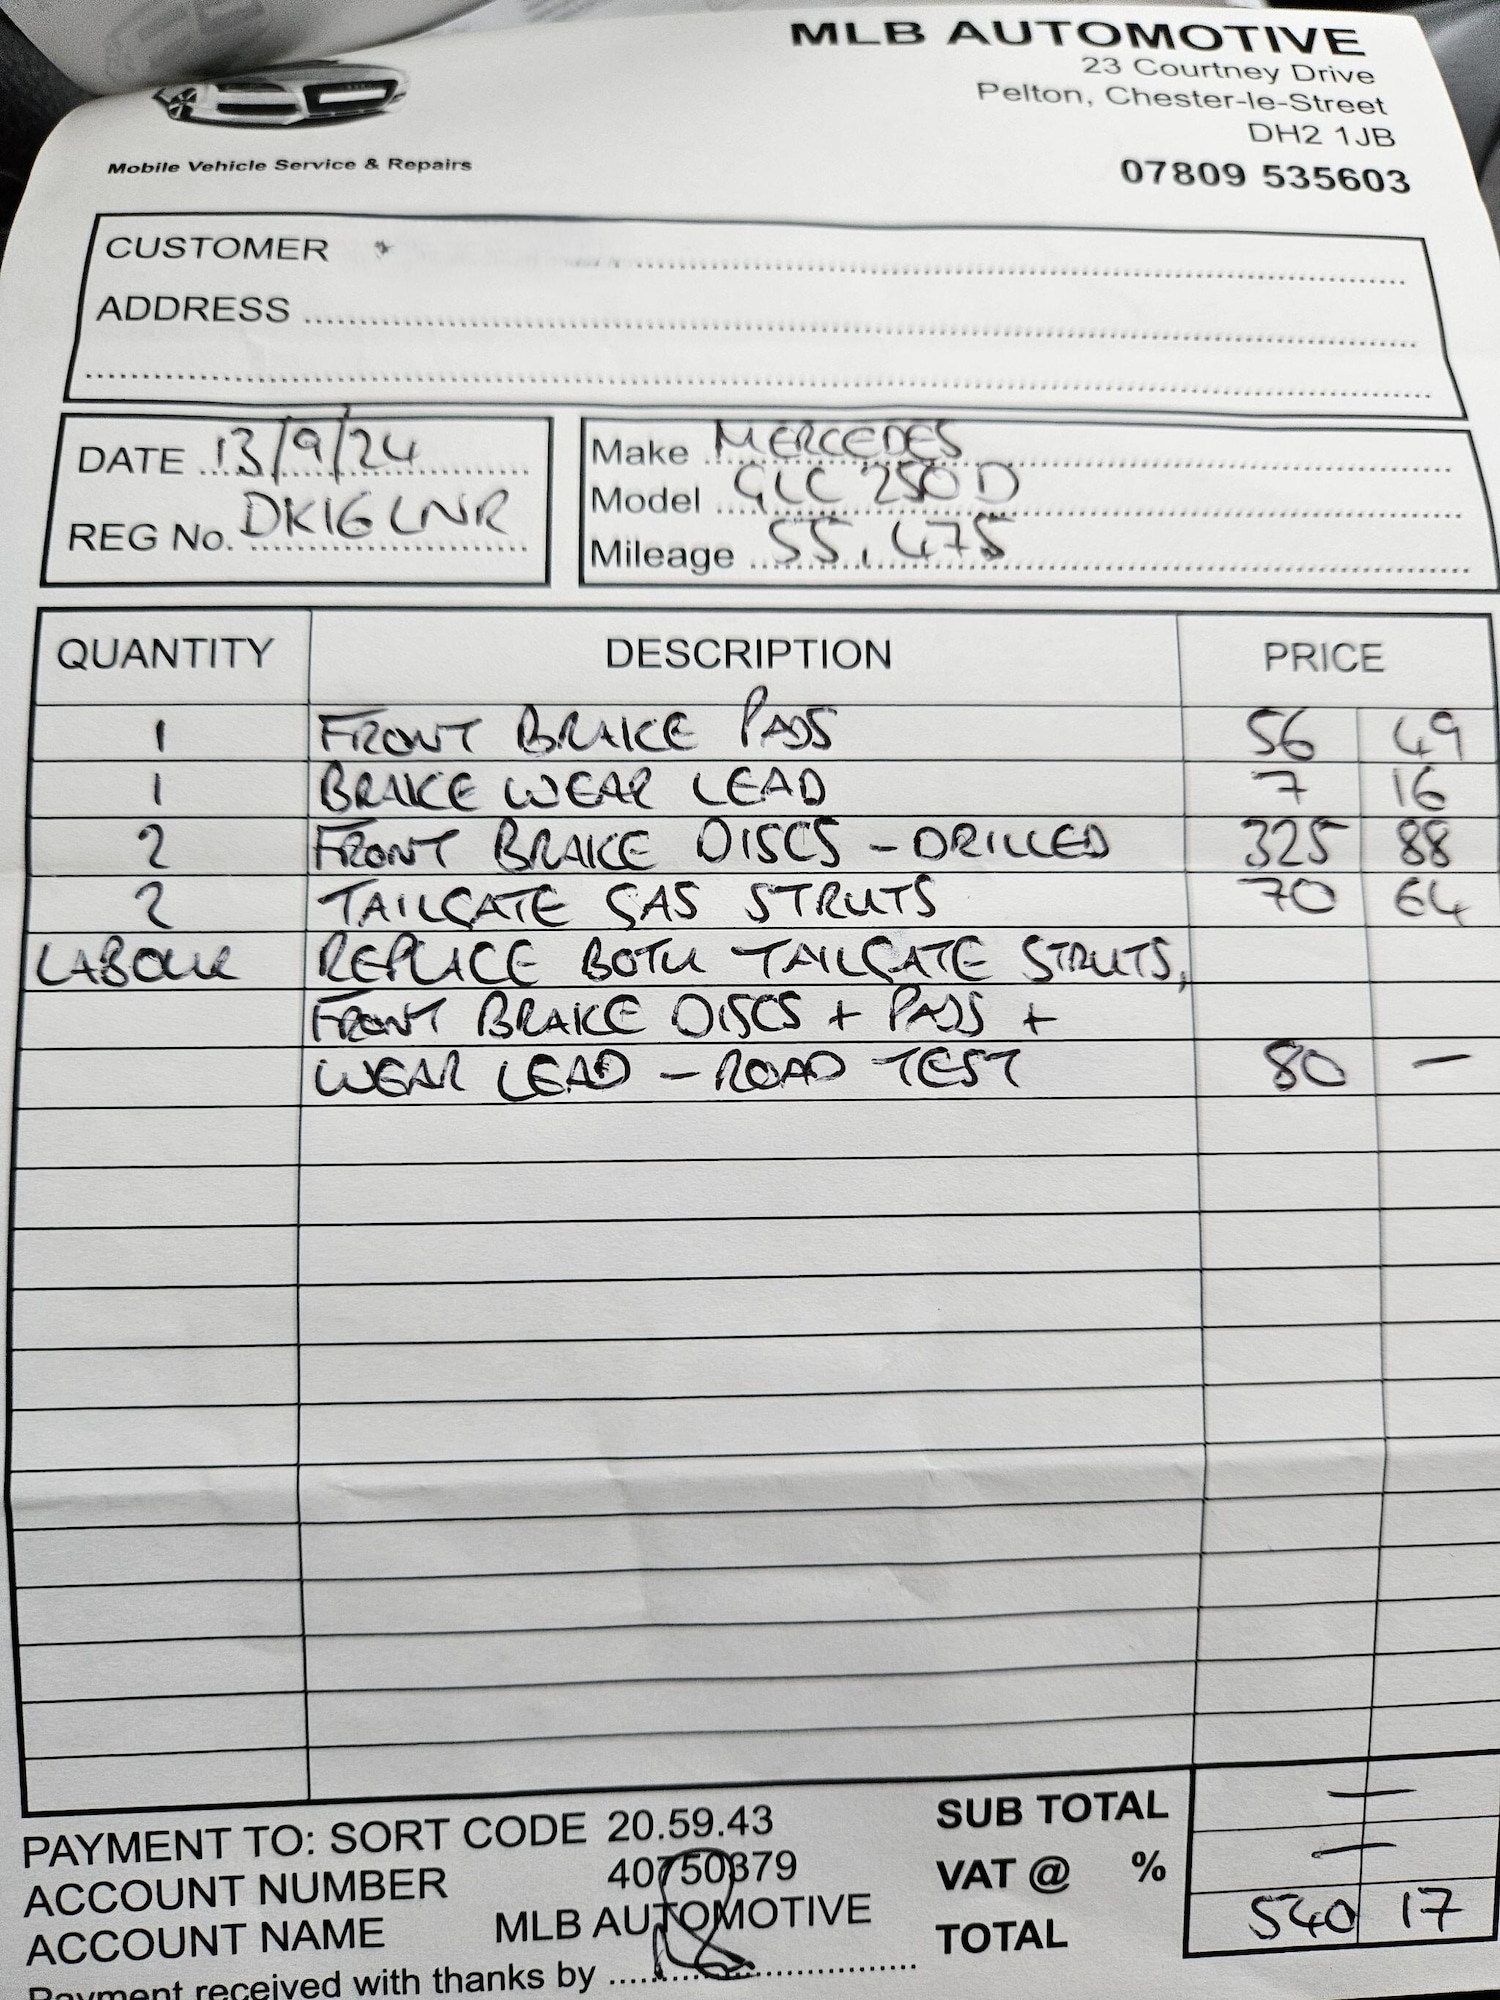 MLB AUTOMOTIVE
23 Courtney Drive
Pelton, Chester-le-Street
DH2 1JB
07809 535603
Mobile Vehicle Service & Repairs
CUSTOMER
ADDRESS
DATE 13/9/24
REG No. DK16 LNR
Make MERCEDES
Model GLC 250 D
Mileage 55,475
QUANTITY DESCRIPTION PRICE
1 FRONT BRAKE PADS 56 49
1 BRAKE WEAR LEAD 7 16
2 FRONT BRAKE DISCS - DRILLED 325 88
2 TAILGATE GAS STRUTS 70 64
LABOUR REPLACE BOTH TAILGATE STRUTS,
FRONT BRAKE DISCS + PADS +
WEAR LEAD - ROAD TEST 80 —
PAYMENT TO: SORT CODE 20.59.43
ACCOUNT NUMBER 40750379
ACCOUNT NAME MLB AUTOMOTIVE
Payment received with thanks by
SUB TOTAL —
VAT @ % —
TOTAL 540 17